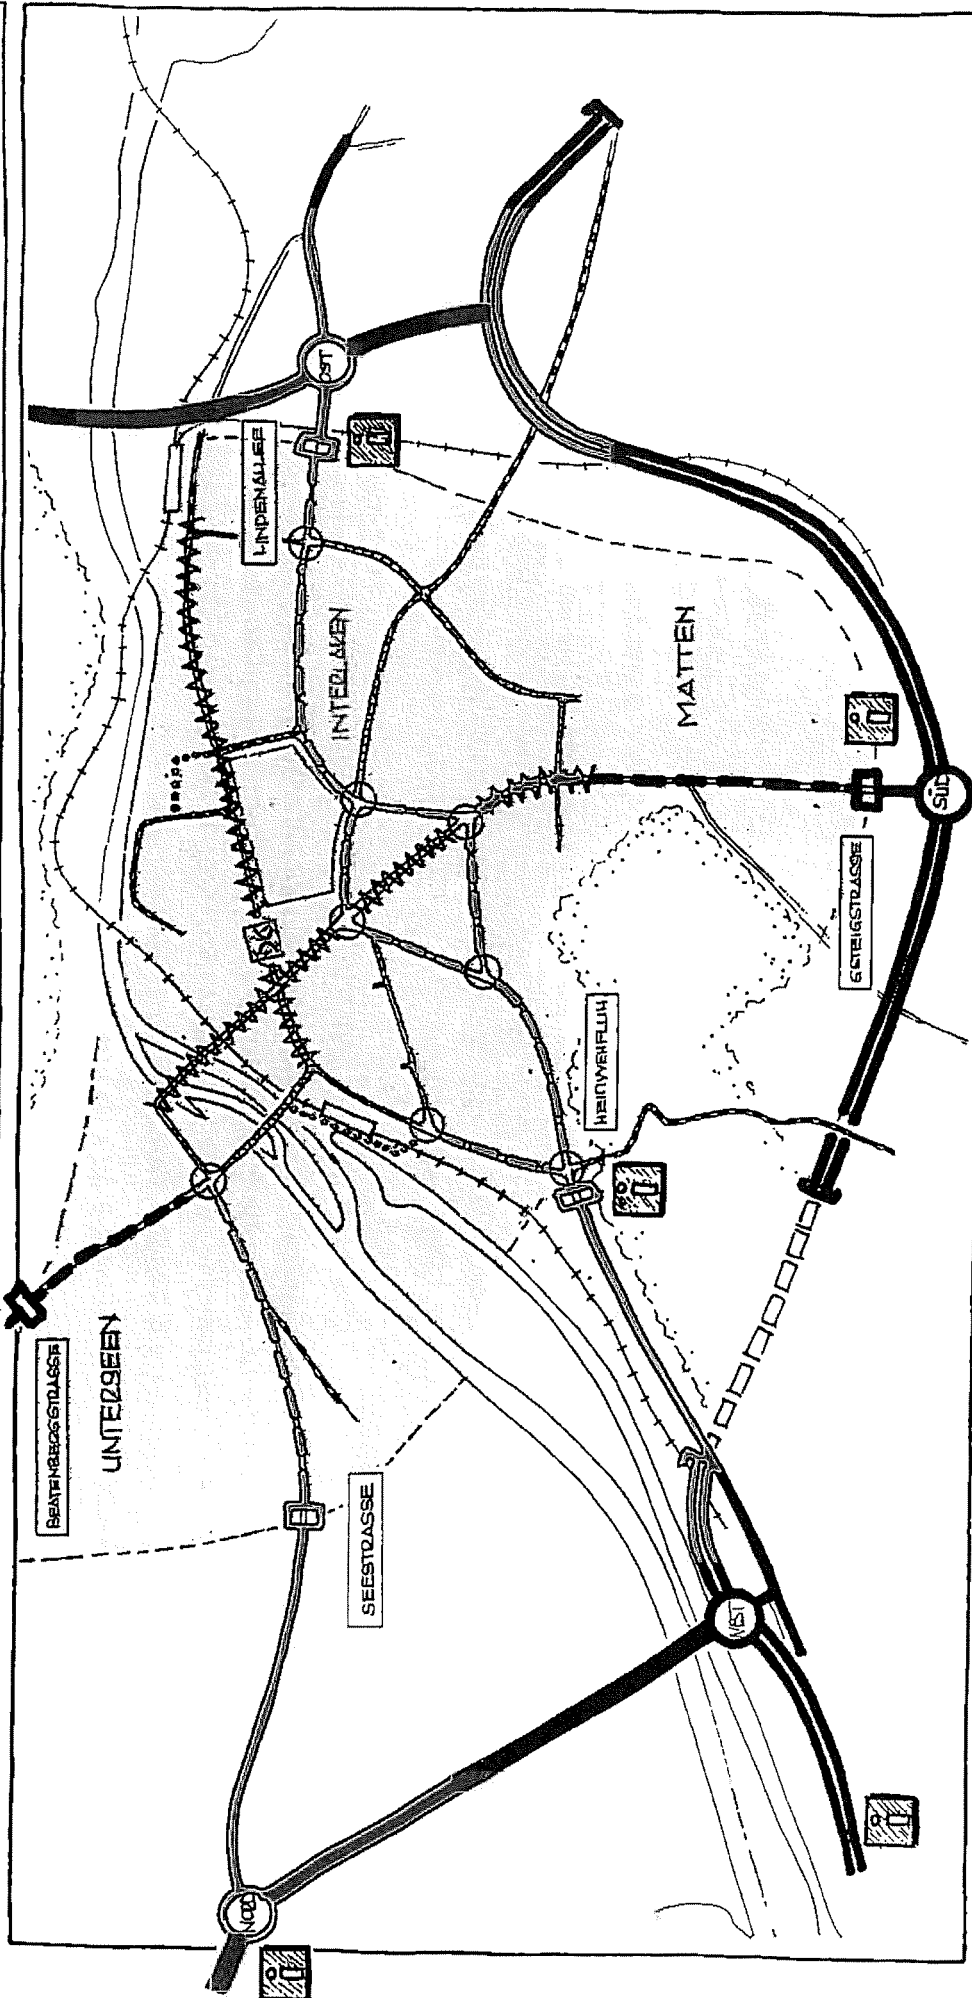 OST
LINDENALLEE
INTERLAKEN
MATTEN
SÜD
GSTEIGSTRASSE
HEIMWEHFLUH
BEATENBERGSTRASSE
UNTERSEEN
SEESTRASSE
WEST
NORD